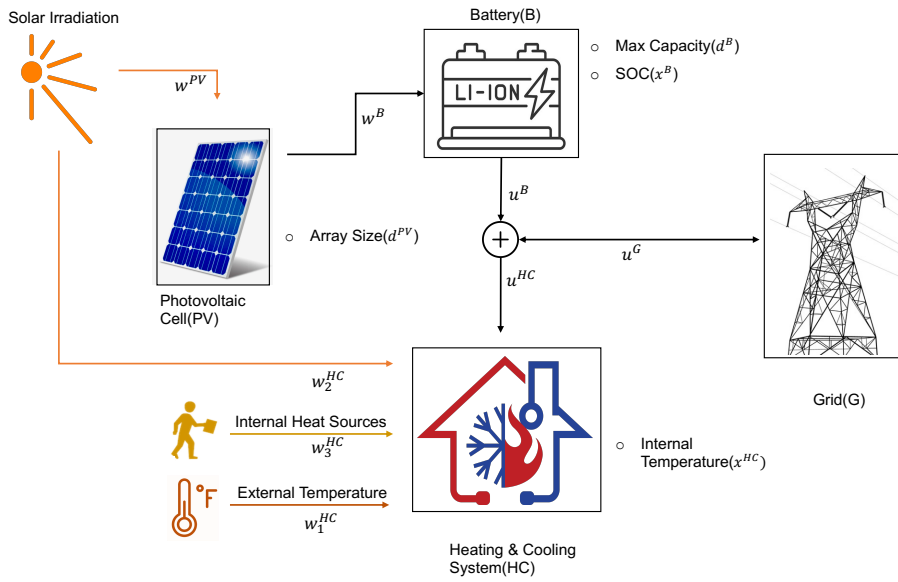 Solar Irradiation
Battery(B)
w^{PV}
LI-ION
○ Max Capacity(d^B)
○ SOC(x^B)
w^B
u^B
○ Array Size(d^{PV})
+
u^G
u^{HC}
Photovoltaic
Cell(PV)
w_2^{HC}
Internal Heat Sources
w_3^{HC}
Grid(G)
○ Internal
Temperature(x^{HC})
°F
External Temperature
w_1^{HC}
Heating & Cooling
System(HC)